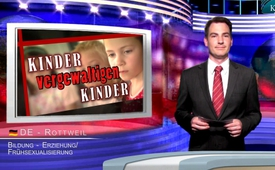 K
KINDER
vergewaltigen
KINDER
DE - Rottweil
Bildung - Erziehung/
Frühsexualisierung